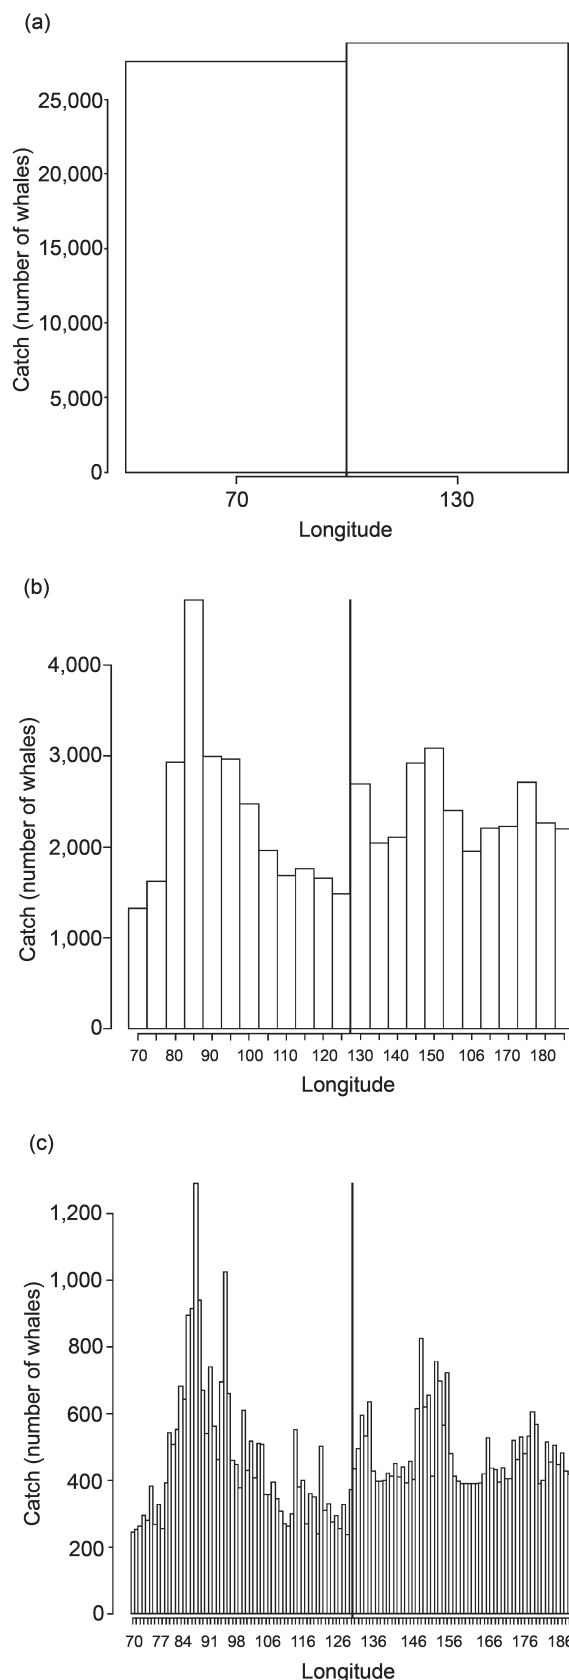 (a)
Catch (number of whales)
25,000
20,000
15,000
10,000
5,000
0
70 130
Longitude
(b)
Catch (number of whales)
4,000
3,000
2,000
1,000
0
70 80 90 100 110 120 130 140 150 106 170 180
Longitude
(c)
Catch (number of whales)
1,200
1,000
800
600
400
200
0
70 77 84 91 98 106 116 126 136 146 156 166 176 186
Longitude